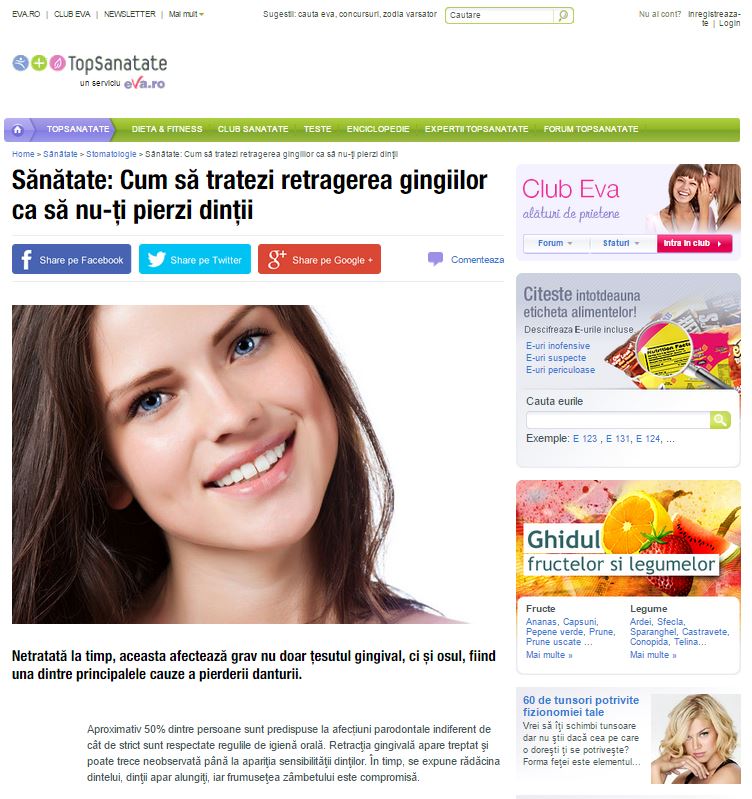 EVA.RO | CLUB EVA | NEWSLETTER | Mai mult
Sugestii: cauta eva, concursuri, zodia varsator
Cautare
Nu ai cont? Inregistreaza-
te | Login
TopSanatate
un serviciu eva.ro
TOPSANATATE DIETA & FITNESS CLUB SANATATE TESTE ENCICLOPEDIE EXPERTII TOPSANATATE FORUM TOPSANATATE
Home > Sănătate > Stomatologie > Sănătate: Cum să tratezi retragerea gingiilor ca să nu-ți pierzi dinții
Sănătate: Cum să tratezi retragerea gingiilor
ca să nu-ți pierzi dinții
Share pe Facebook
Share pe Twitter
g+ Share pe Google +
Comenteaza
Netratată la timp, aceasta afectează grav nu doar țesutul gingival, ci și osul, fiind
una dintre principalele cauze a pierderii danturii.
Aproximativ 50% dintre persoane sunt predispuse la afecțiuni parodontale indiferent de
cât de strict sunt respectate regulile de igienă orală. Retracția gingivală apare treptat și
poate trece neobservată până la apariția sensibilității dinților. În timp, se expune rădăcina
dintelui, dinții apar alungiți, iar frumusețea zâmbetului este compromisă.
Club Eva
alături de prietene
Forum
Sfaturi
Intra in club
Citeste intotdeauna
eticheta alimentelor!
Descifreaza E-urile incluse
Nutrition Facts
E-uri inofensive
E-uri suspecte
E-uri periculoase
Cauta eurile
Exemple: E 123 , E 131, E 124, ...
Ghidul
fructelor si legumelor
Fructe
Ananas, Capsuni,
Pepene verde, Prune,
Prune uscate ...
Mai multe »
Legume
Ardei, Sfecla,
Sparanghel, Castravete,
Conopida, Telina...
Mai multe »
60 de tunsori potrivite
fizionomiei tale
Vrei să îți schimbi tunsoare
dar nu știi dacă cea pe care
o dorești ți se potrivește?
Forma feței este elementul...